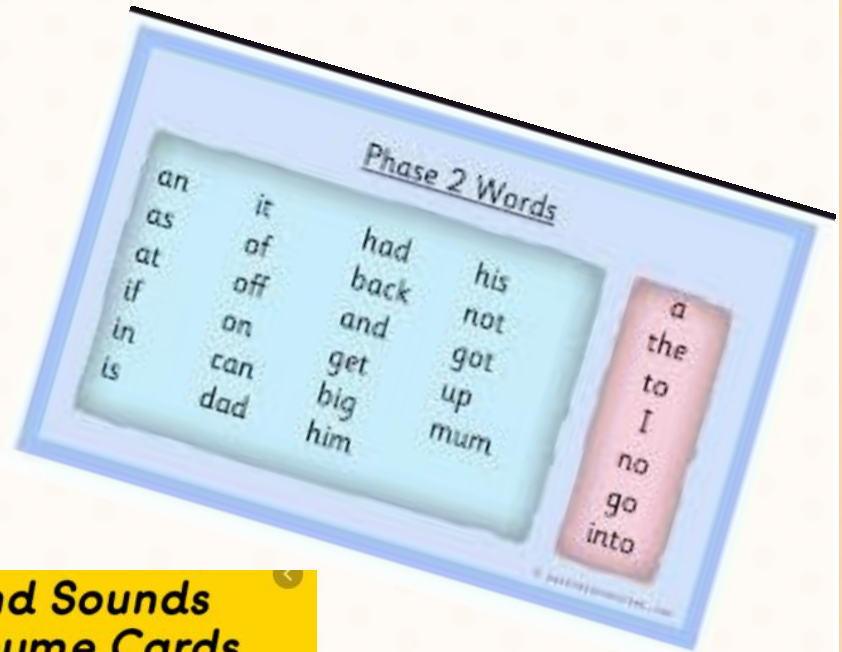 Phase 2 Words
an
as
at
if
in
is
it
of
off
on
can
dad
had
back
and
get
big
him
his
not
got
up
mum
a
the
to
I
no
go
into
nd Sounds
ume Cards